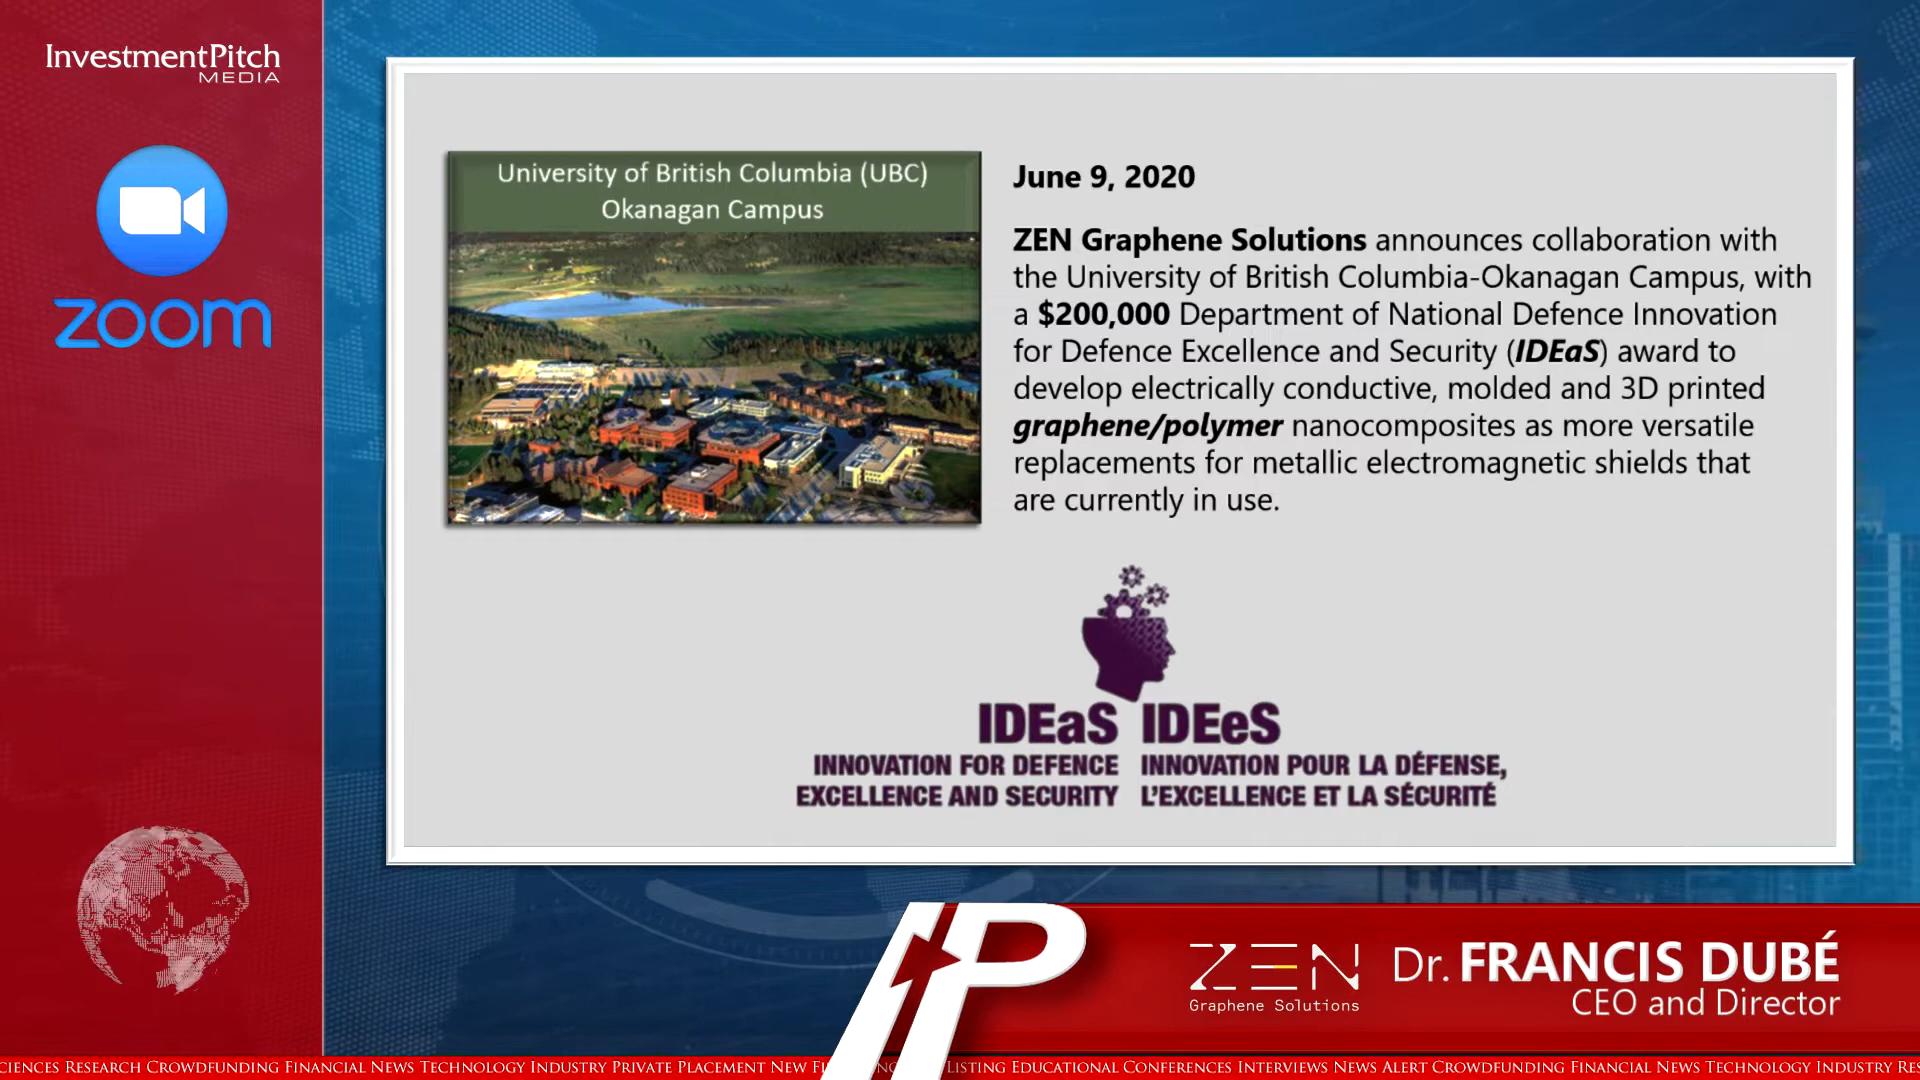 InvestmentPitch
MEDIA
zoom
University of British Columbia (UBC)
Okanagan Campus
June 9, 2020
ZEN Graphene Solutions announces collaboration with
the University of British Columbia-Okanagan Campus, with
a $200,000 Department of National Defence Innovation
for Defence Excellence and Security (IDEaS) award to
develop electrically conductive, molded and 3D printed
graphene/polymer nanocomposites as more versatile
replacements for metallic electromagnetic shields that
are currently in use.
IDEaS IDEeS
INNOVATION FOR DEFENCE INNOVATION POUR LA DÉFENSE,
EXCELLENCE AND SECURITY L'EXCELLENCE ET LA SÉCURITÉ
IP
ZEN
Graphene Solutions
Dr. FRANCIS DUBÉ
CEO and Director
RESEARCH CROWDFUNDING FINANCIAL NEWS TECHNOLOGY INDUSTRY PRIVATE PLACEMENT NEW LISTING EDUCATIONAL CONFERENCES INTERVIEWS NEWS ALERT CROWDFUNDING FINANCIAL NEWS TECHNOLOGY INDUSTRY